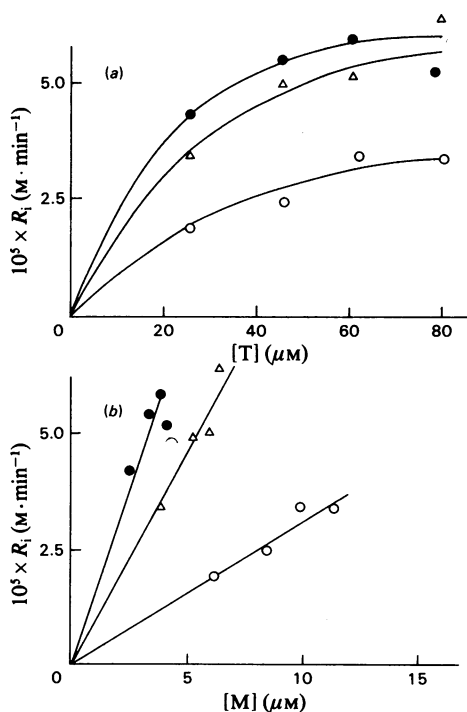 (a)
5.0
2.5
0
20
40
60
80
10⁵ × Rᵢ (M·min⁻¹)
[T] (μM)
(b)
5.0
2.5
0
5
10
15
10⁵ × Rᵢ (M·min⁻¹)
[M] (μM)